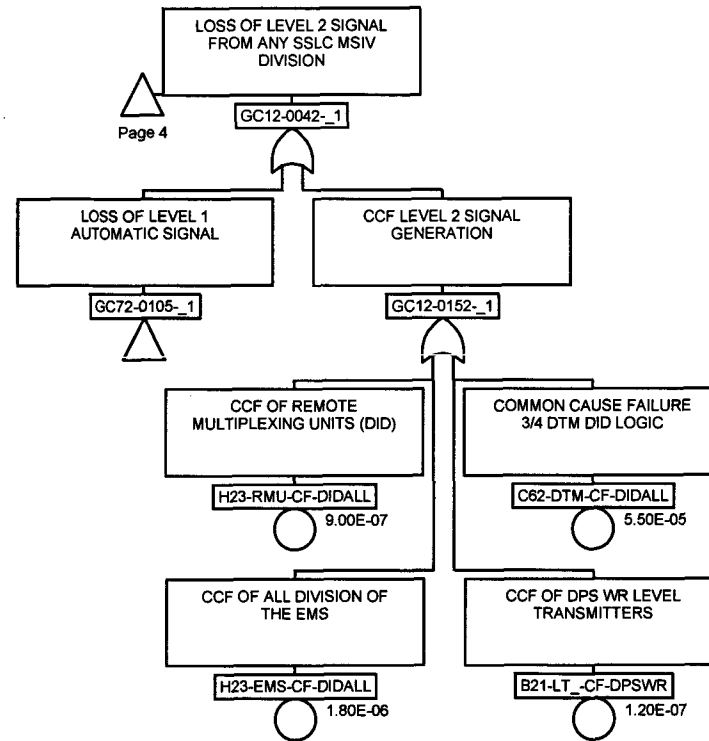 LOSS OF LEVEL 2 SIGNAL
FROM ANY SSLC MSIV
DIVISION
Page 4
GC12-0042-_1
LOSS OF LEVEL 1
AUTOMATIC SIGNAL
GC72-0105-_1
CCF LEVEL 2 SIGNAL
GENERATION
GC12-0152-_1
CCF OF REMOTE
MULTIPLEXING UNITS (DID)
H23-RMU-CF-DIDALL
9.00E-07
COMMON CAUSE FAILURE
3/4 DTM DID LOGIC
C62-DTM-CF-DIDALL
5.50E-05
CCF OF ALL DIVISION OF
THE EMS
H23-EMS-CF-DIDALL
1.80E-06
CCF OF DPS WR LEVEL
TRANSMITTERS
B21-LT_-CF-DPSWR
1.20E-07